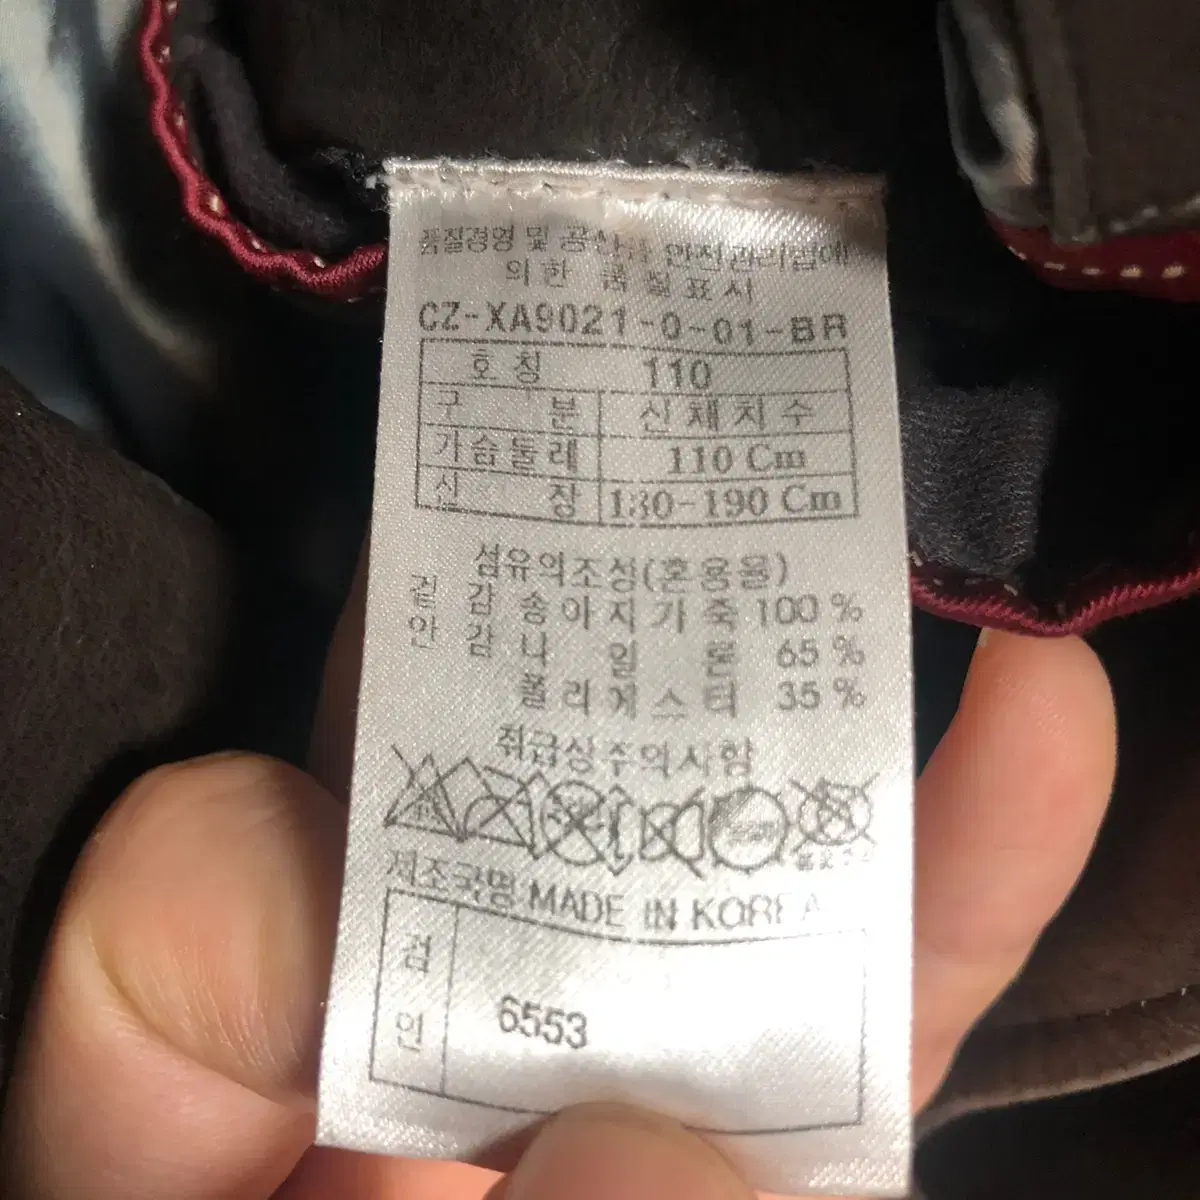 품질경영 및 공산품 안전관리법에
의한 품질표시
CZ-XA9021-0-01-BR
호칭 110
구분 신체치수
가슴둘레 110 Cm
신장 180-190 Cm
섬유의조성(혼용율)
겉감 송아지가죽 100 %
안감 나일론 65 %
폴리에스터 35 %
취급상주의사항
제조국명 MADE IN KOREA
검인 6553